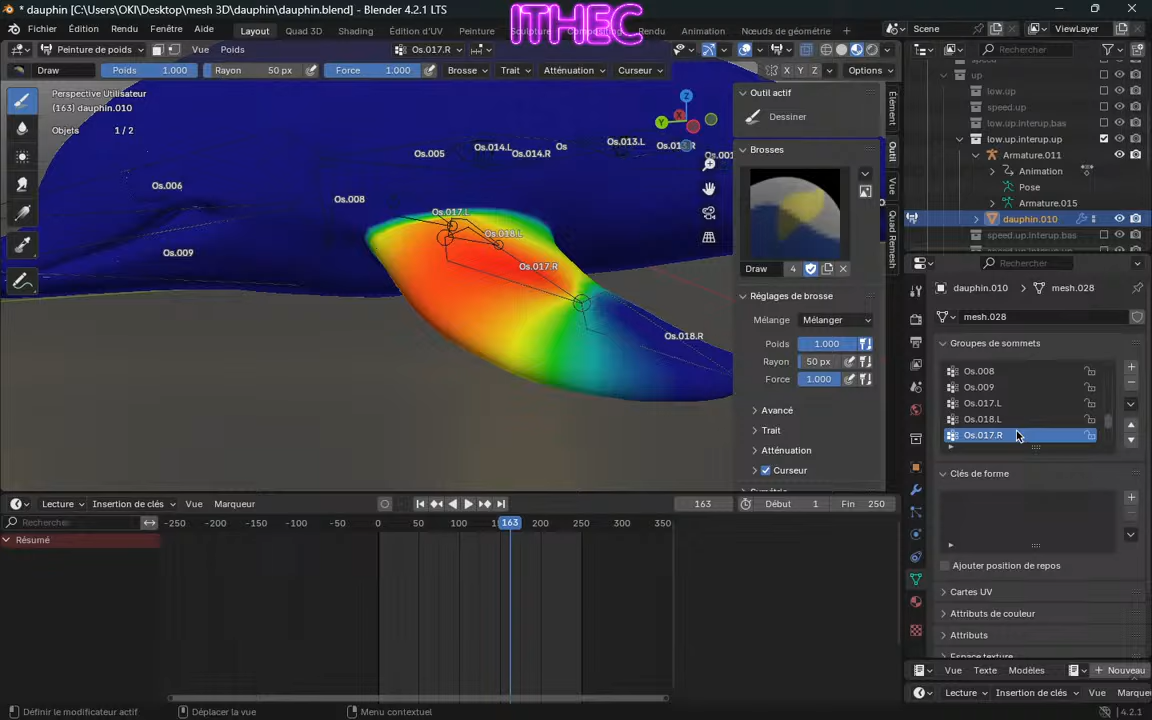 * dauphin [C:\Users\OKI\Desktop\mesh 3D\dauphin\dauphin.blend] - Blender 4.2.1 LTS
ITHEC
Fichier Édition Rendu Fenêtre Aide Layout Quad 3D Shading Édition d'UV Peinture Rendu Animation Nœuds de géométrie Scene ViewLayer
Peinture de poids Vue Poids Os.017.R Rechercher
Draw Poids 1.000 Rayon 50 px Force 1.000 Brosse Trait Atténuation Curseur X Y Z Options
up
low.up
speed.up
low.up.interup.bas
low.up.interup.up
Armature.011
Animation
Pose
Armature.015
dauphin.010
speed.up.interup.bas
Perspective Utilisateur
(163) dauphin.010
Objets 1 / 2
Z
Y
X
Os.005
Os.014.L
Os.014.R
Os
Os.013.L
Os.006
Os.008
Os.017.L
Os.018.L
Os.009
Os.017.R
Os.018.R
Outil actif
Dessiner
Brosses
Draw 4
Réglages de brosse
Mélange Mélanger
Poids 1.000
Rayon 50 px
Force 1.000
Avancé
Trait
Atténuation
Curseur
Elément
Outil
Vue
Quad Remesh
Rechercher
dauphin.010 mesh.028
mesh.028
Groupes de sommets
Os.008
Os.009
Os.017.L
Os.018.L
Os.017.R
Clés de forme
Ajouter position de repos
Cartes UV
Attributs de couleur
Attributs
Espace texture
Vue Texte Modèles Nouveau
Lecture Insertion de clés Vue Marqueu
Lecture Insertion de clés Vue Marqueur 163 Début 1 Fin 250
Rechercher -250 -200 -150 -100 -50 0 50 100 163 200 250 300 350
Résumé
Définir le modificateur actif Déplacer la vue Menu contextuel 4.2.1